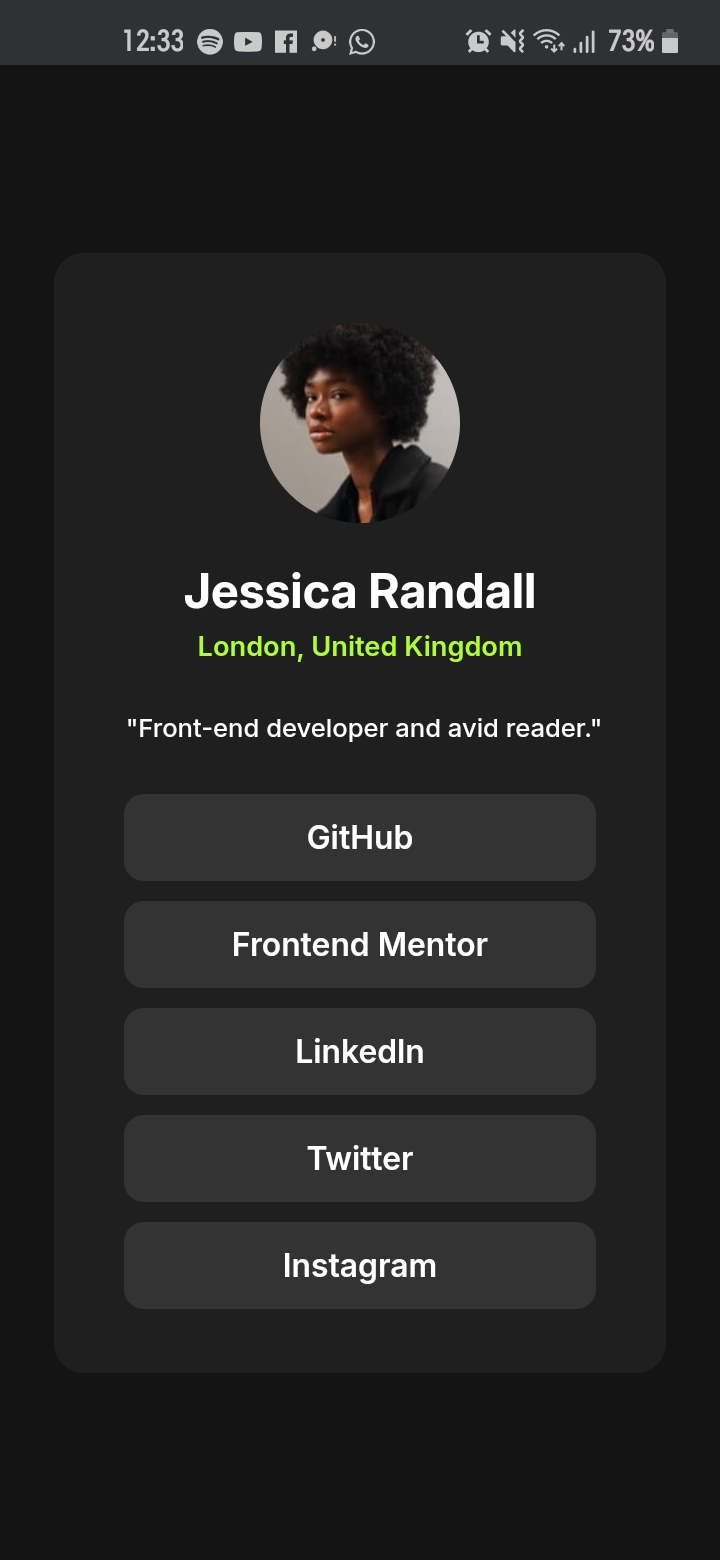 12:33 73%
Jessica Randall
London, United Kingdom
"Front-end developer and avid reader."
GitHub
Frontend Mentor
LinkedIn
Twitter
Instagram